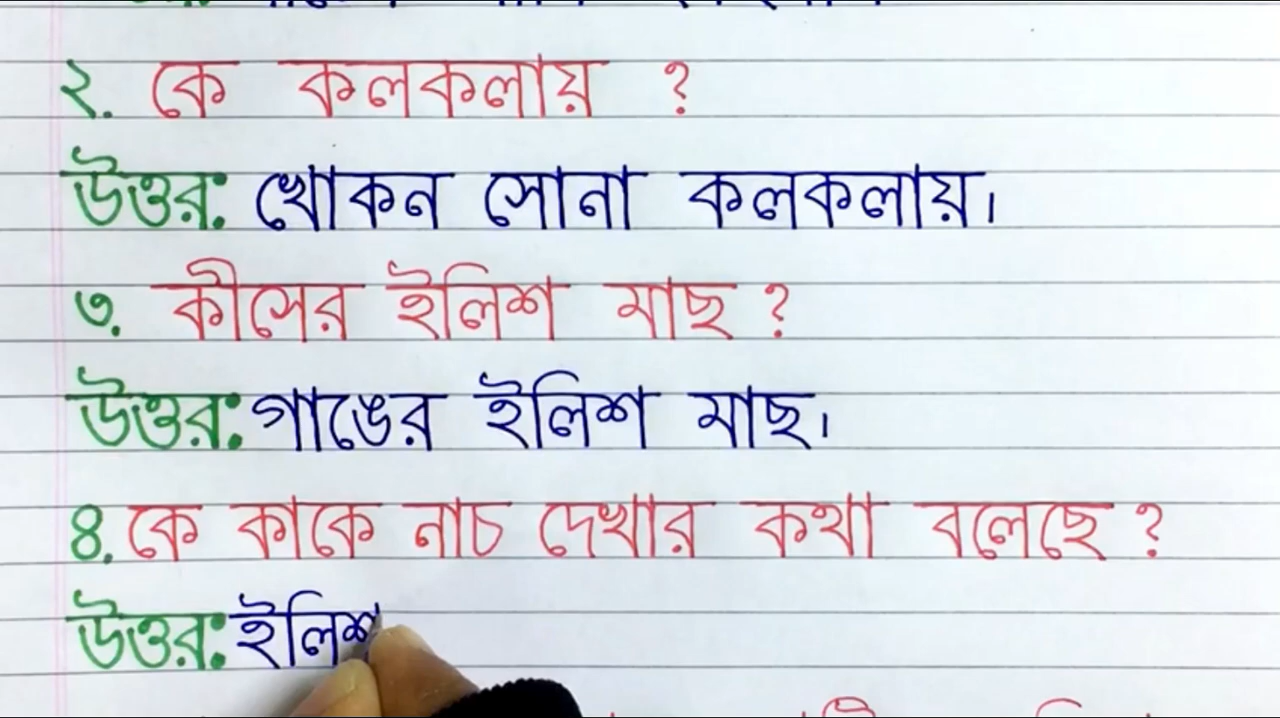 ২. কে কলকলায় ?
উত্তর: খোকন সোনা কলকলায়।
৩. কীসের ইলিশ মাছ ?
উত্তর: গাঙের ইলিশ মাছ।
৪. কে কাকে নাচ দেখার কথা বলেছে ?
উত্তর: ইলিশ